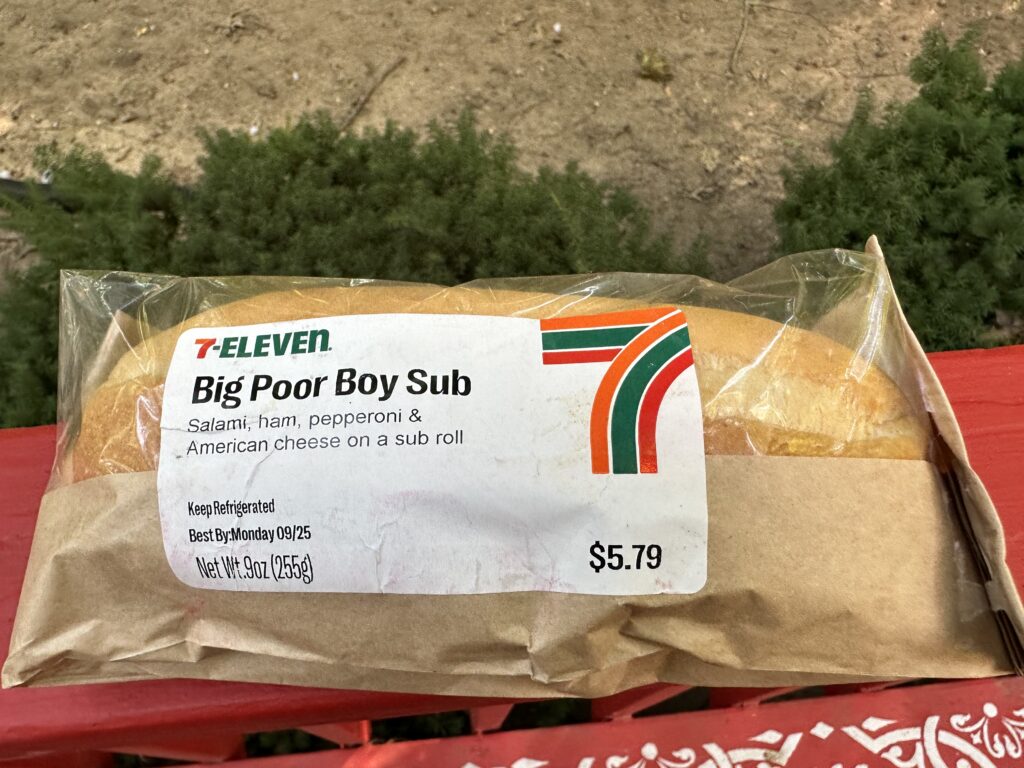 7-ELEVEN.
Big Poor Boy Sub
Salami, ham, pepperoni &
American cheese on a sub roll
Keep Refrigerated
Best By:Monday 09/25
Net Wt.9oz (255g)
$5.79